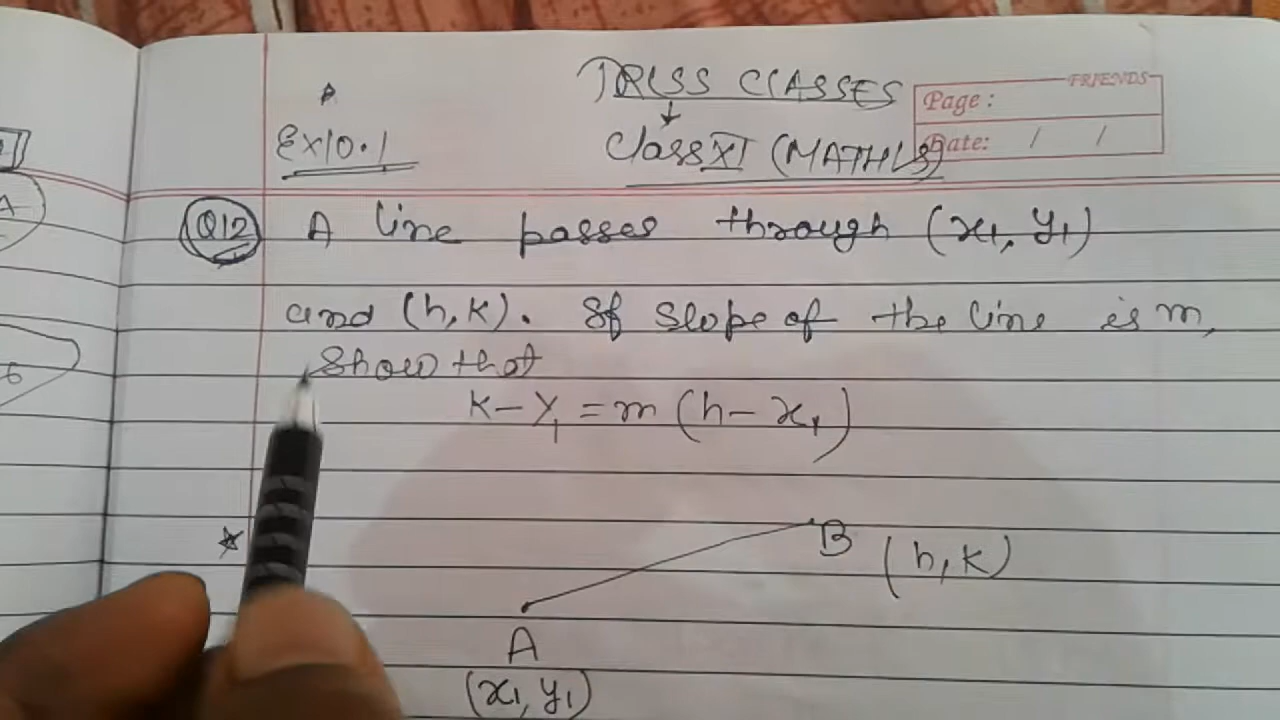 JRLSS CLASSES
FRIENDS
Page :
Ex 10.1
Class XI (MATHS)
Date: / /
Q12 A line passes through (x₁, y₁)
and (h, k). If slope of the line is m,
show that
k - y₁ = m (h - x₁)
B (h, k)
A
(x₁, y₁)